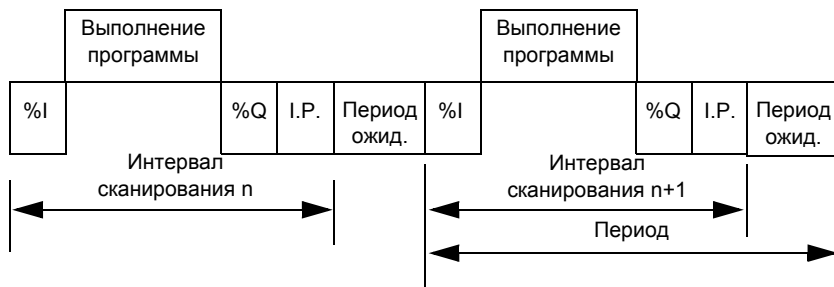 Выполнение
программы
Выполнение
программы
%I
%Q
I.P.
Период
ожид.
%I
%Q
I.P.
Период
ожид.
Интервал
сканирования n
Интервал
сканирования n+1
Период